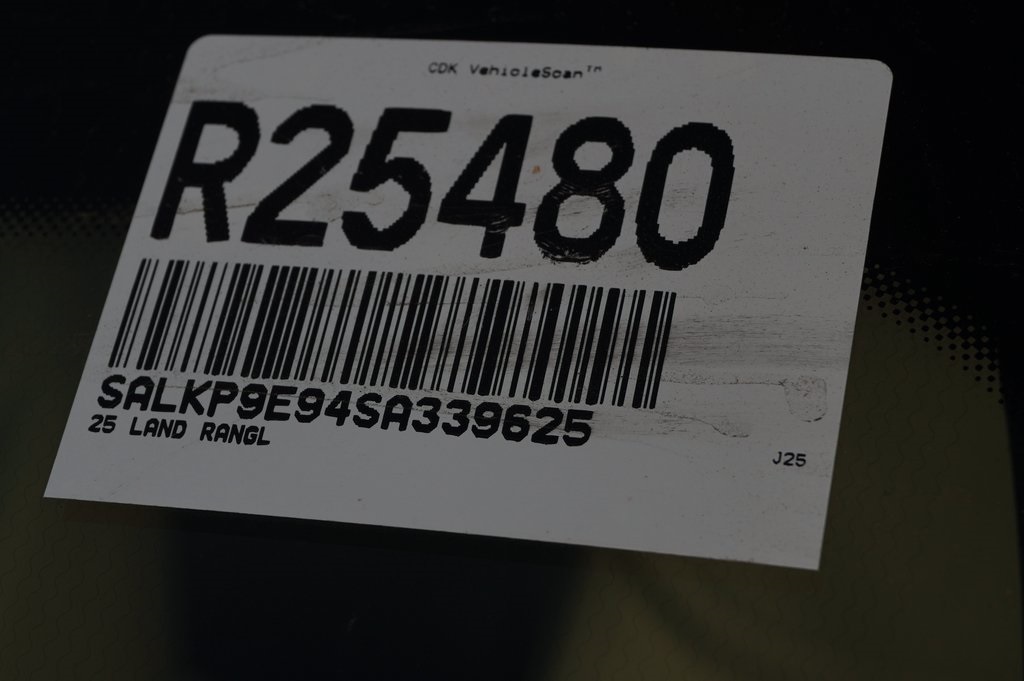 CDK VehicleScan™
R25480
SALKP9E94SA339625
25 LAND RANGL
J25